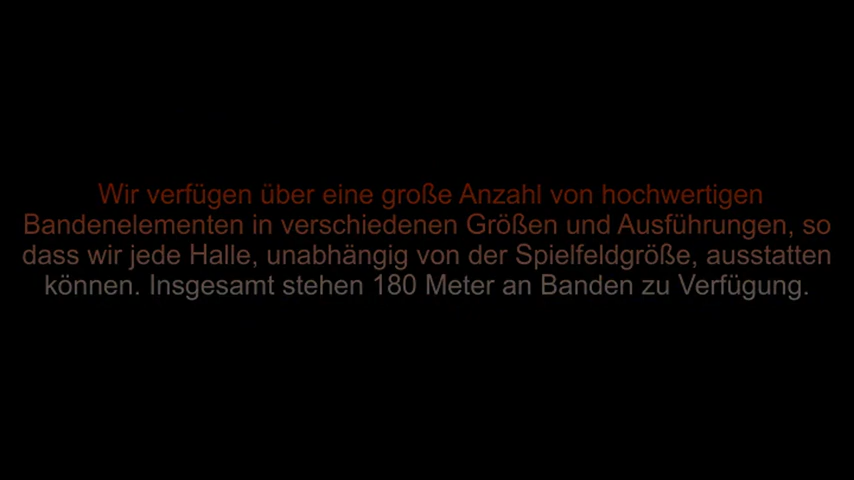 Wir verfügen über eine große Anzahl von hochwertigen
Bandenelementen in verschiedenen Größen und Ausführungen, so
dass wir jede Halle, unabhängig von der Spielfeldgröße, ausstatten
können. Insgesamt stehen 180 Meter an Banden zu Verfügung.